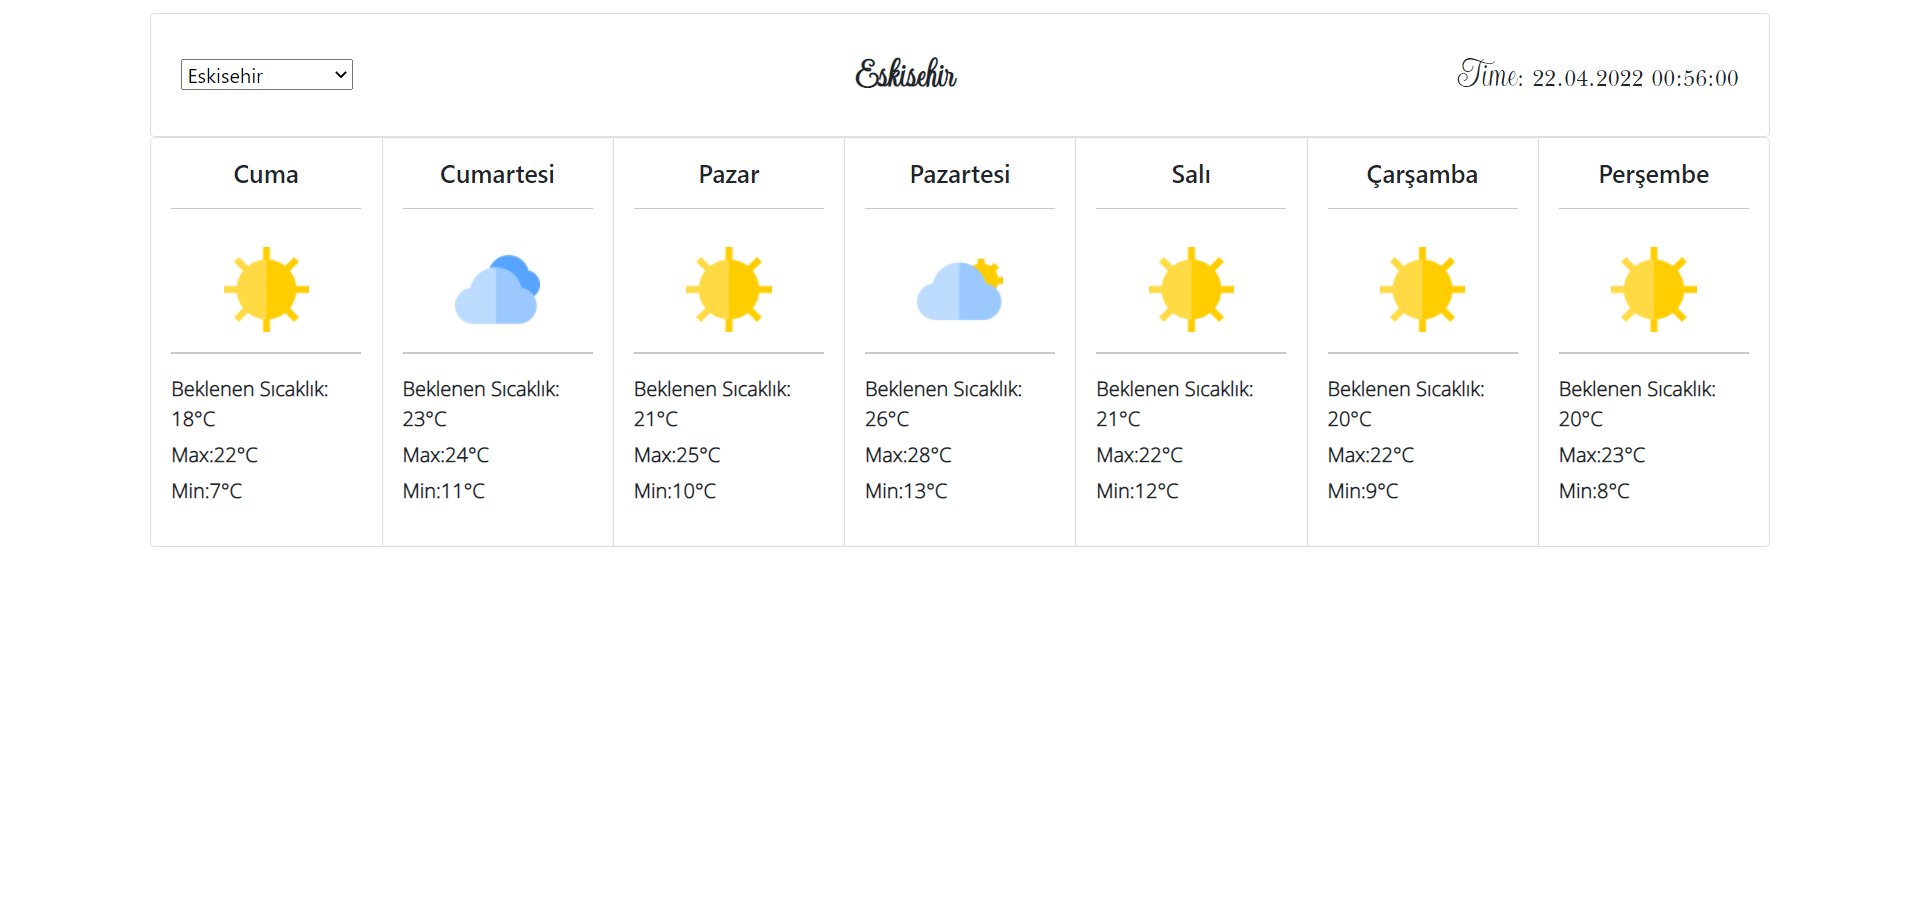 Eskisehir
Eskisehir
Time: 22.04.2022 00:56:00
Cuma
Beklenen Sıcaklık:
18°C
Max:22°C
Min:7°C
Cumartesi
Beklenen Sıcaklık:
23°C
Max:24°C
Min:11°C
Pazar
Beklenen Sıcaklık:
21°C
Max:25°C
Min:10°C
Pazartesi
Beklenen Sıcaklık:
26°C
Max:28°C
Min:13°C
Salı
Beklenen Sıcaklık:
21°C
Max:22°C
Min:12°C
Çarşamba
Beklenen Sıcaklık:
20°C
Max:22°C
Min:9°C
Perşembe
Beklenen Sıcaklık:
20°C
Max:23°C
Min:8°C